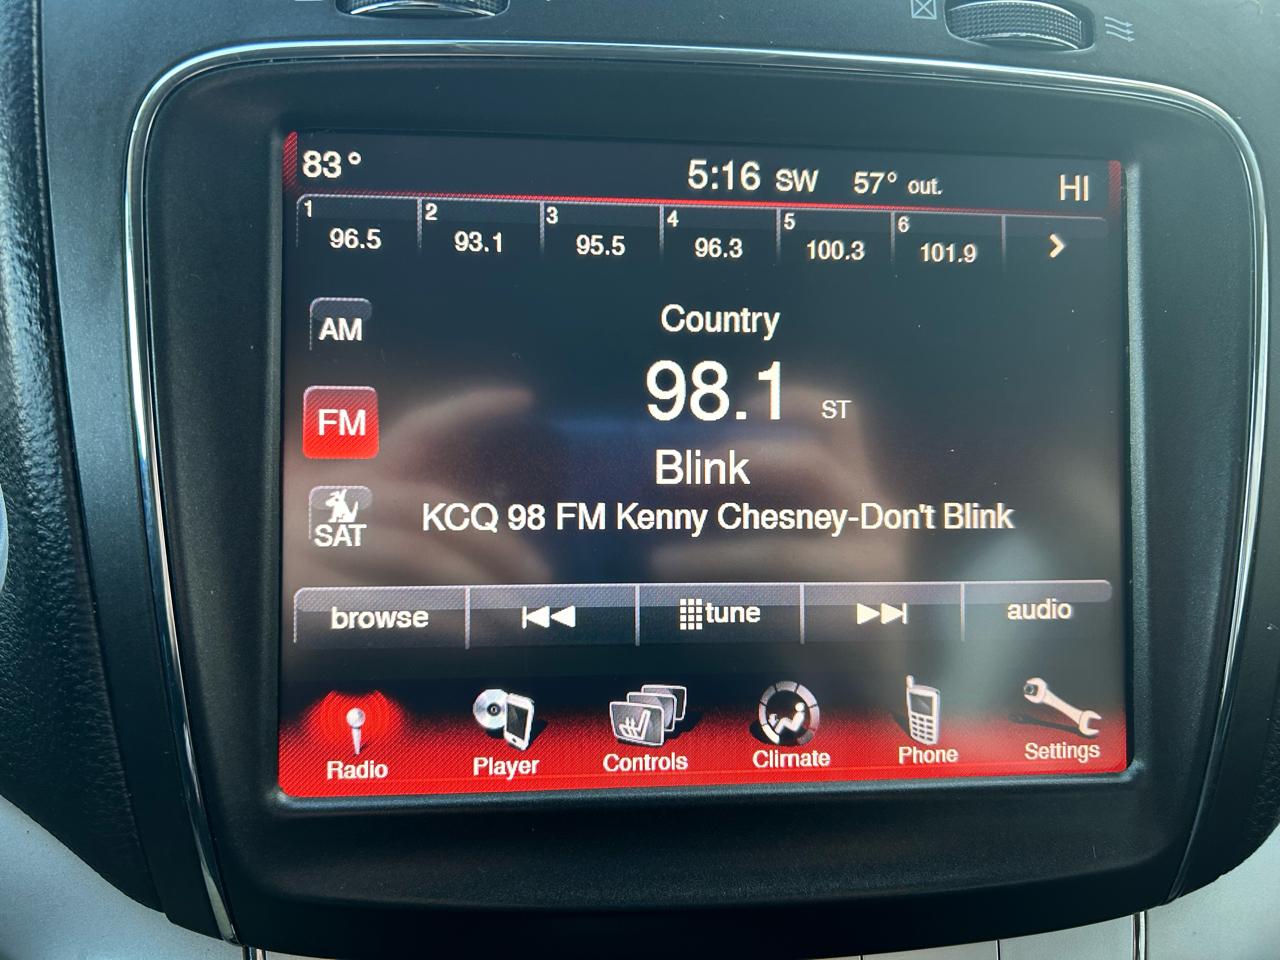 83° 5:16 SW 57° out. HI
1 96.5 2 93.1 3 95.5 4 96.3 5 100.3 6 101.9
AM
Country
98.1 ST
FM
Blink
SAT
KCQ 98 FM Kenny Chesney-Don't Blink
browse tune audio
Radio Player Controls Climate Phone Settings